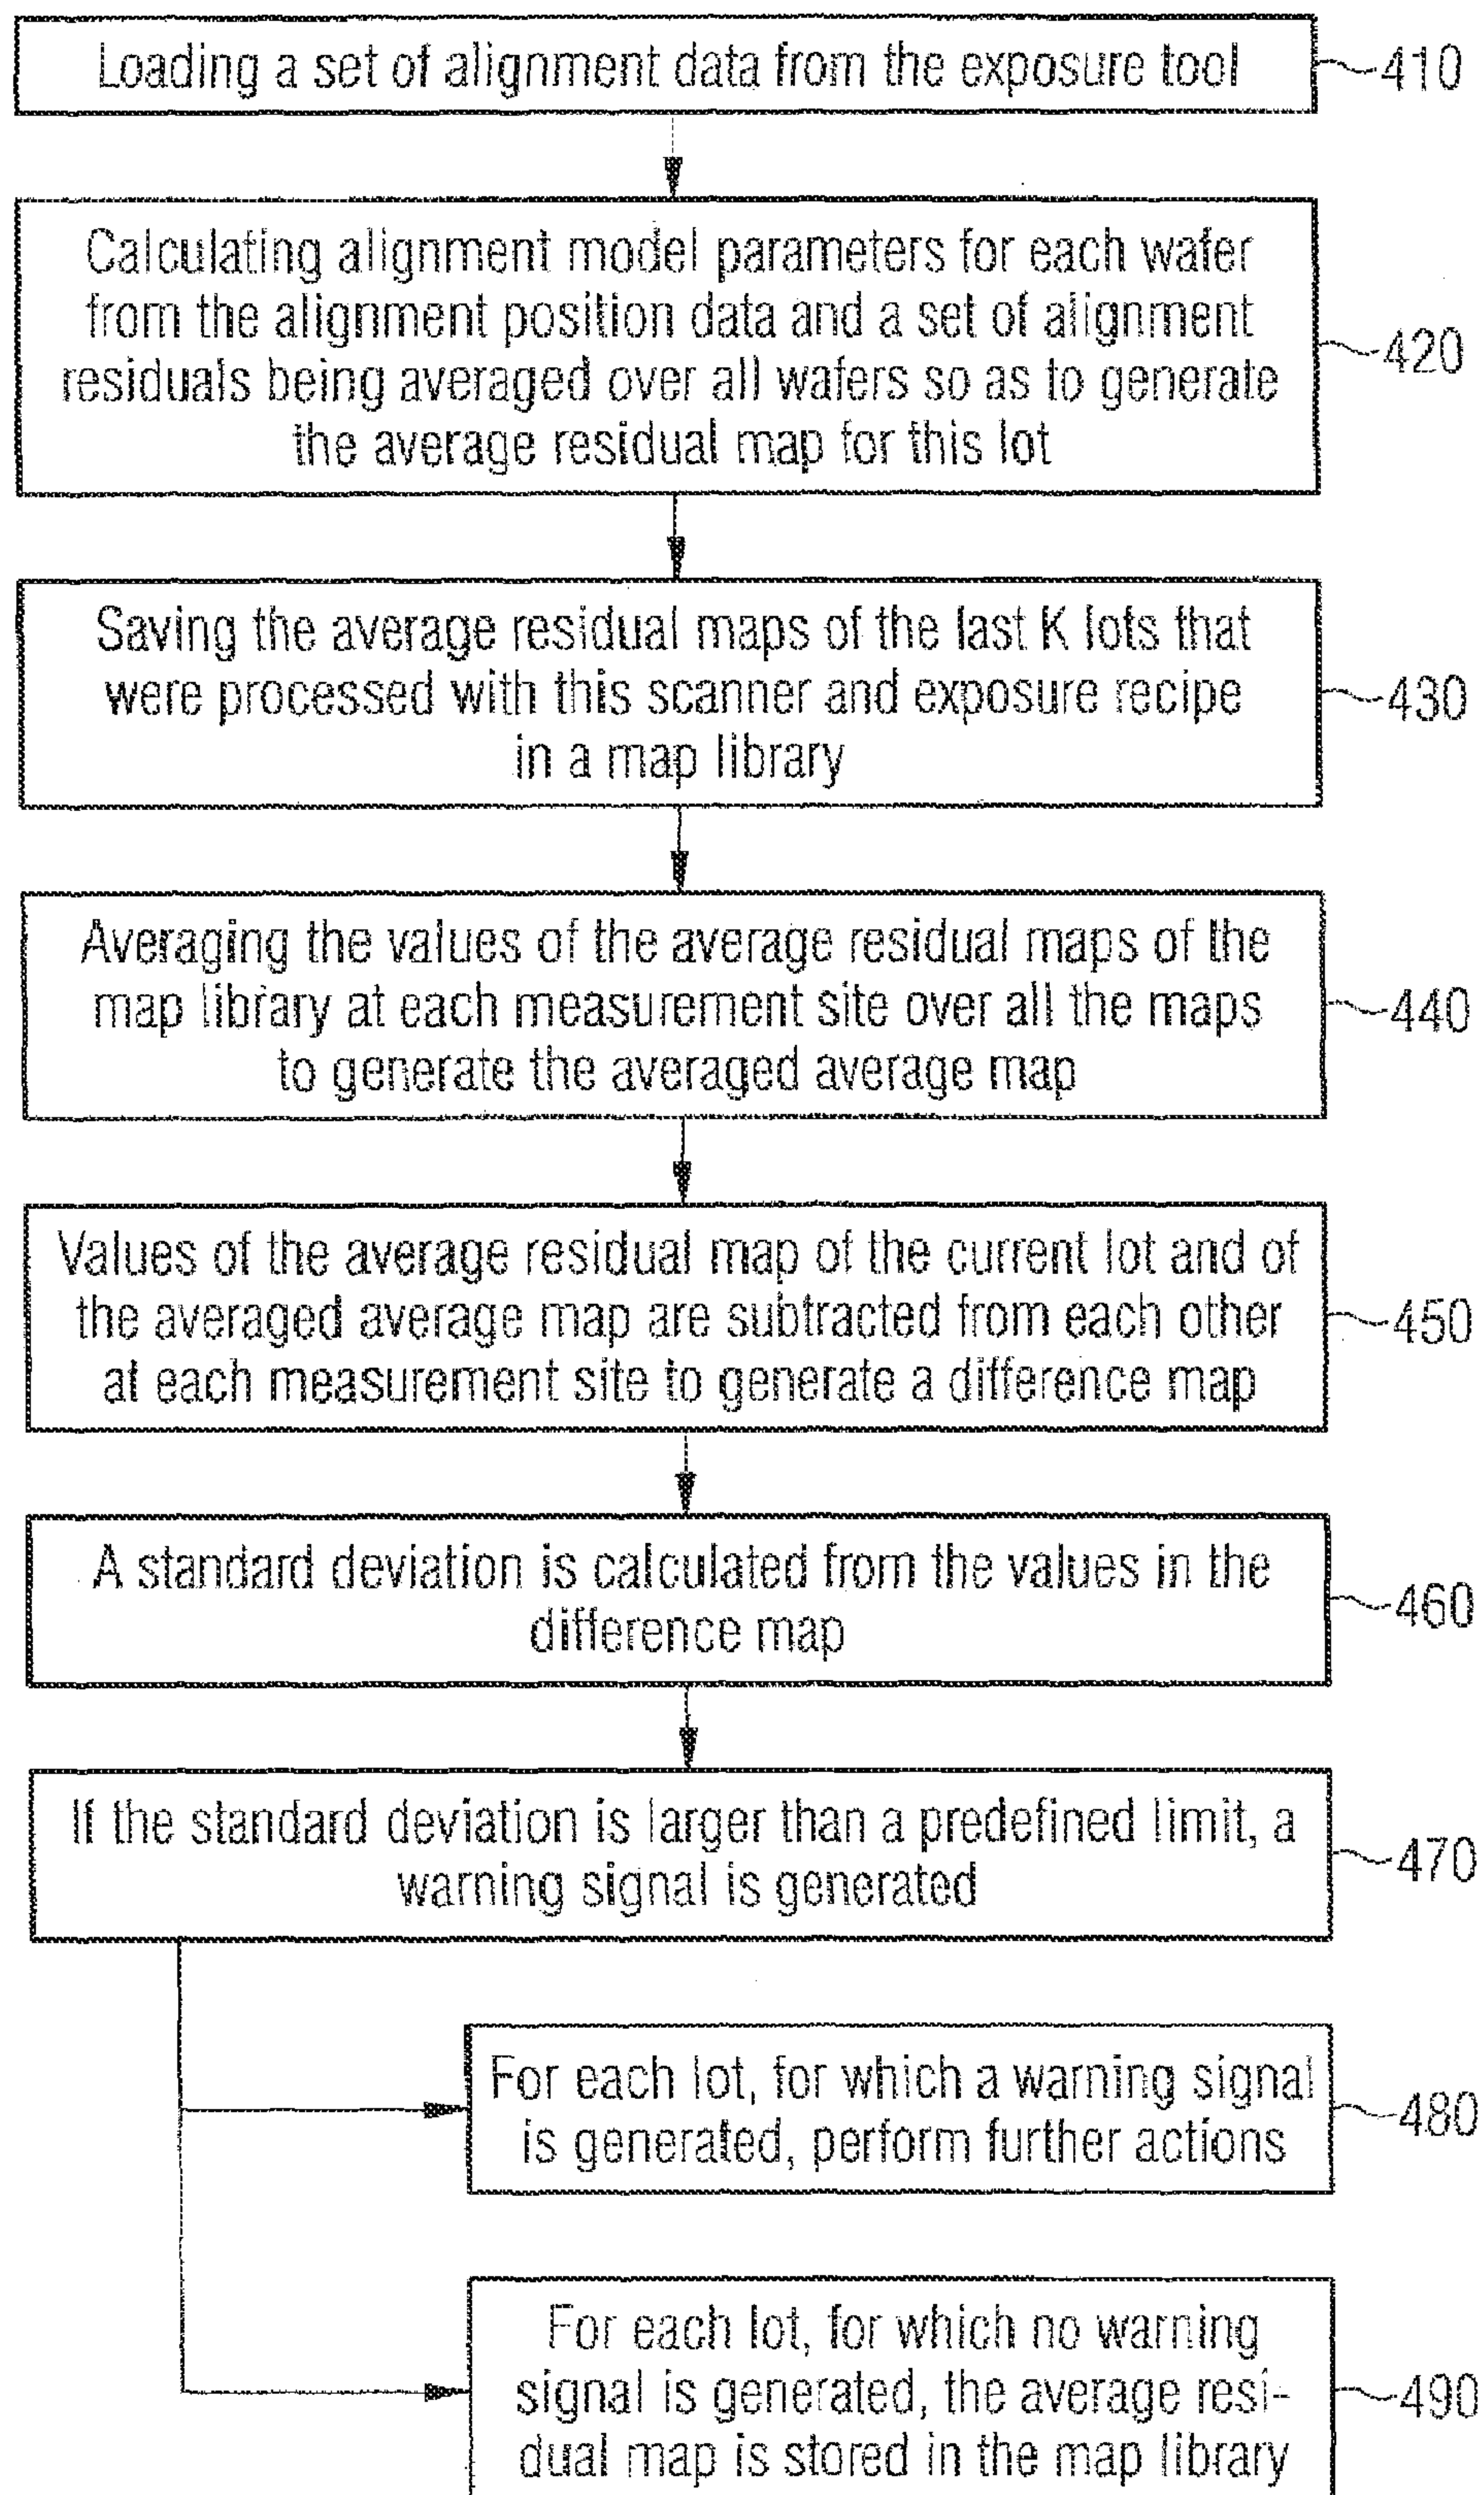 Loading a set of alignment data from the exposure tool
410
Calculating alignment model parameters for each wafer
from the alignment position data and a set of alignment
residuals being averaged over all wafers so as to generate
the average residual map for this lot
420
Saving the average residual maps of the last K lots that
were processed with this scanner and exposure recipe
in a map library
430
Averaging the values of the average residual maps of the
map library at each measurement site over all the maps
to generate the averaged average map
440
Values of the average residual map of the current lot and of
the averaged average map are subtracted from each other
at each measurement site to generate a difference map
450
A standard deviation is calculated from the values in the
difference map
460
If the standard deviation is larger than a predefined limit, a
warning signal is generated
470
For each lot, for which a warning signal
is generated, perform further actions
480
For each lot, for which no warning
signal is generated, the average resi-
dual map is stored in the map library
490